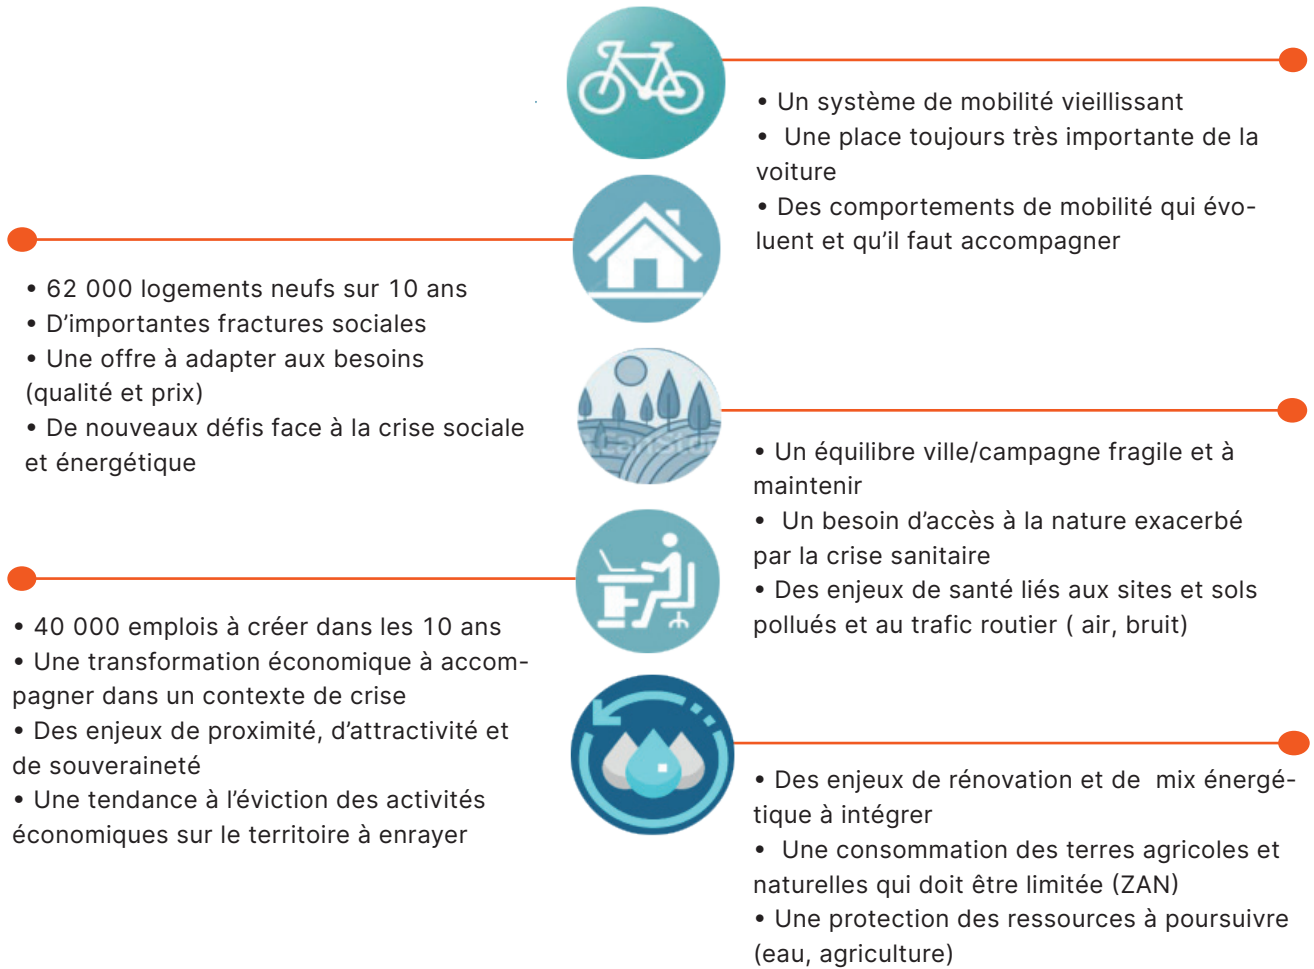 • Un système de mobilité vieillissant
• Une place toujours très importante de la
voiture
• Des comportements de mobilité qui évo-
luent et qu’il faut accompagner
• 62 000 logements neufs sur 10 ans
• D’importantes fractures sociales
• Une offre à adapter aux besoins
(qualité et prix)
• De nouveaux défis face à la crise sociale
et énergétique
• Un équilibre ville/campagne fragile et à
maintenir
• Un besoin d’accès à la nature exacerbé
par la crise sanitaire
• Des enjeux de santé liés aux sites et sols
pollués et au trafic routier ( air, bruit)
• 40 000 emplois à créer dans les 10 ans
• Une transformation économique à accom-
pagner dans un contexte de crise
• Des enjeux de proximité, d’attractivité et
de souveraineté
• Une tendance à l’éviction des activités
économiques sur le territoire à enrayer
• Des enjeux de rénovation et de mix énergé-
tique à intégrer
• Une consommation des terres agricoles et
naturelles qui doit être limitée (ZAN)
• Une protection des ressources à poursuivre
(eau, agriculture)